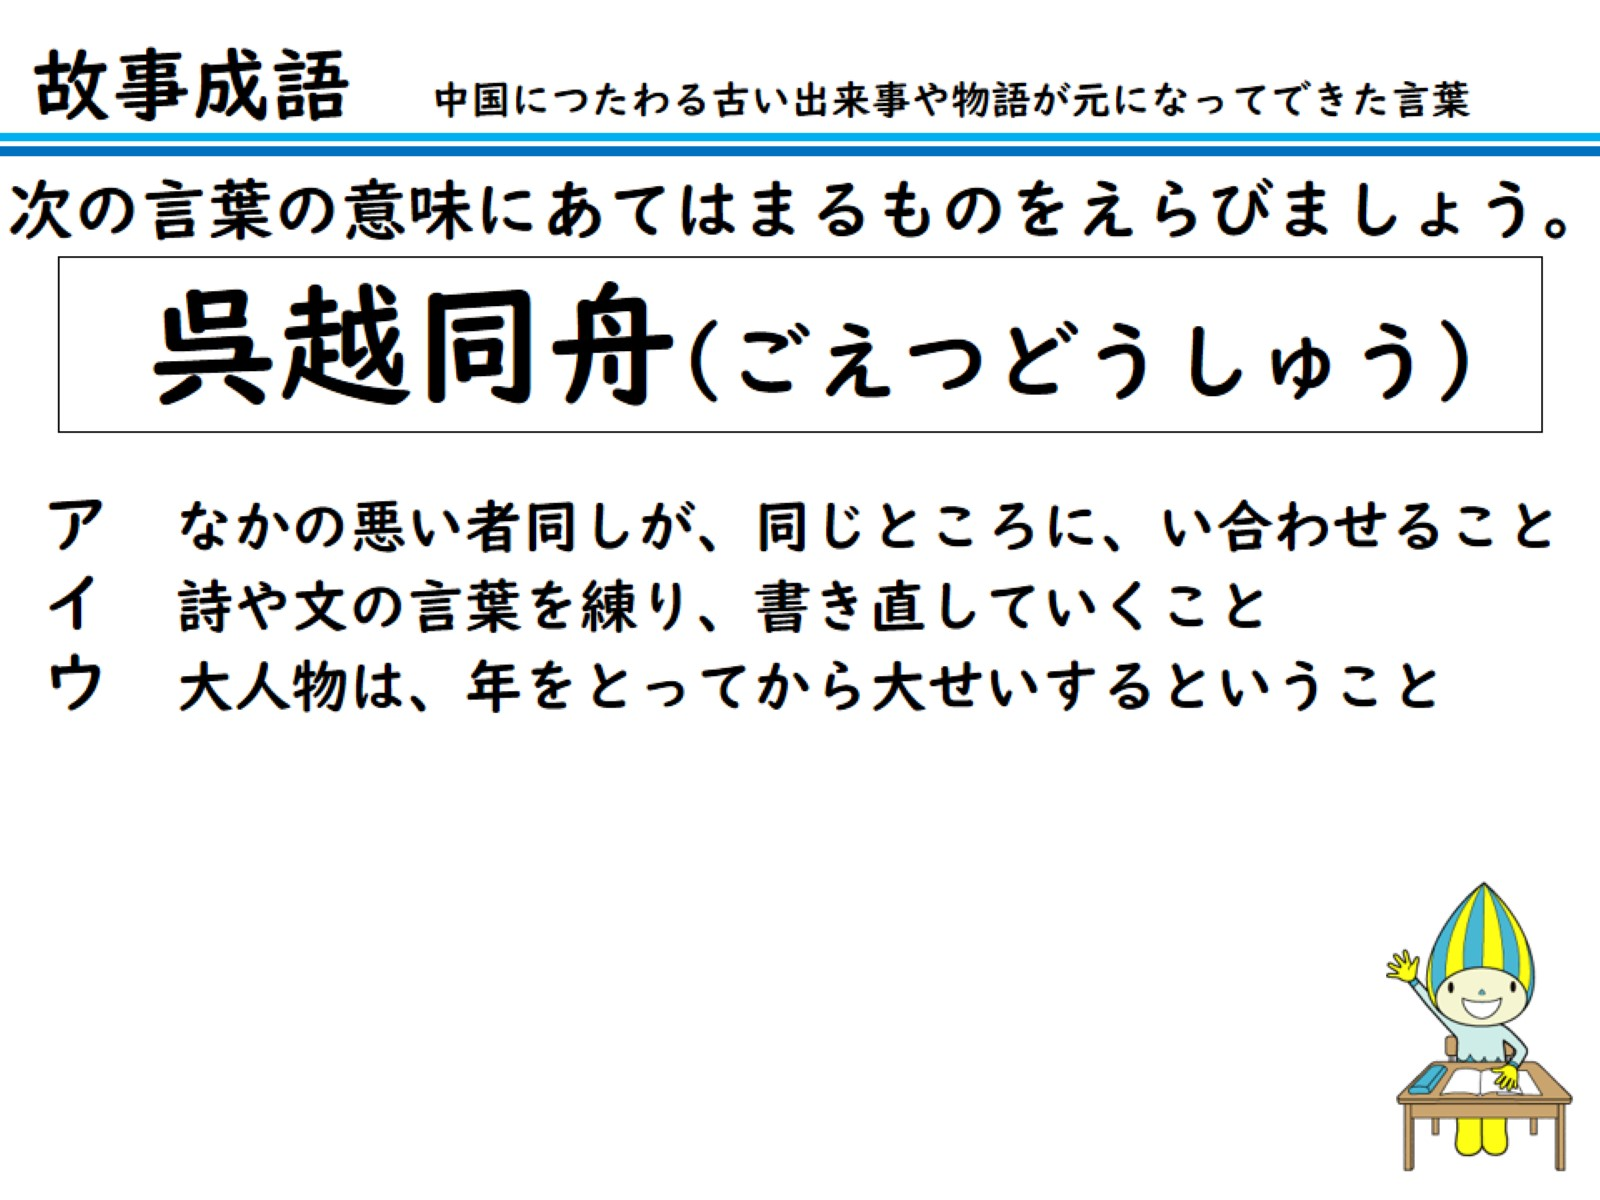 故事成語 中国につたわる古い出来事や物語が元になってできた言葉
次の言葉の意味にあてはまるものをえらびましょう。
呉越同舟(ごえつどうしゅう)
ア なかの悪い者同しが、同じところに、い合わせること
イ 詩や文の言葉を練り、書き直していくこと
ウ 大人物は、年をとってから大せいするということ